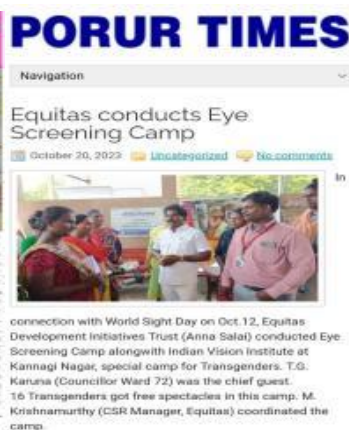 PORUR TIMES
Navigation
Equitas conducts Eye
Screening Camp
October 20, 2023 Uncategorized No comments
In
connection with World Sight Day on Oct.12, Equitas
Development Initiatives Trust (Anna Salai) conducted Eye
Screening Camp alongwith Indian Vision Institute at
Kannagi Nagar, special camp for Transgenders. T.G.
Karuna (Councillor Ward 72) was the chief guest.
16 Transgenders got free spectacles in this camp. M.
Krishnamurthy (CSR Manager, Equitas) coordinated the
camp.